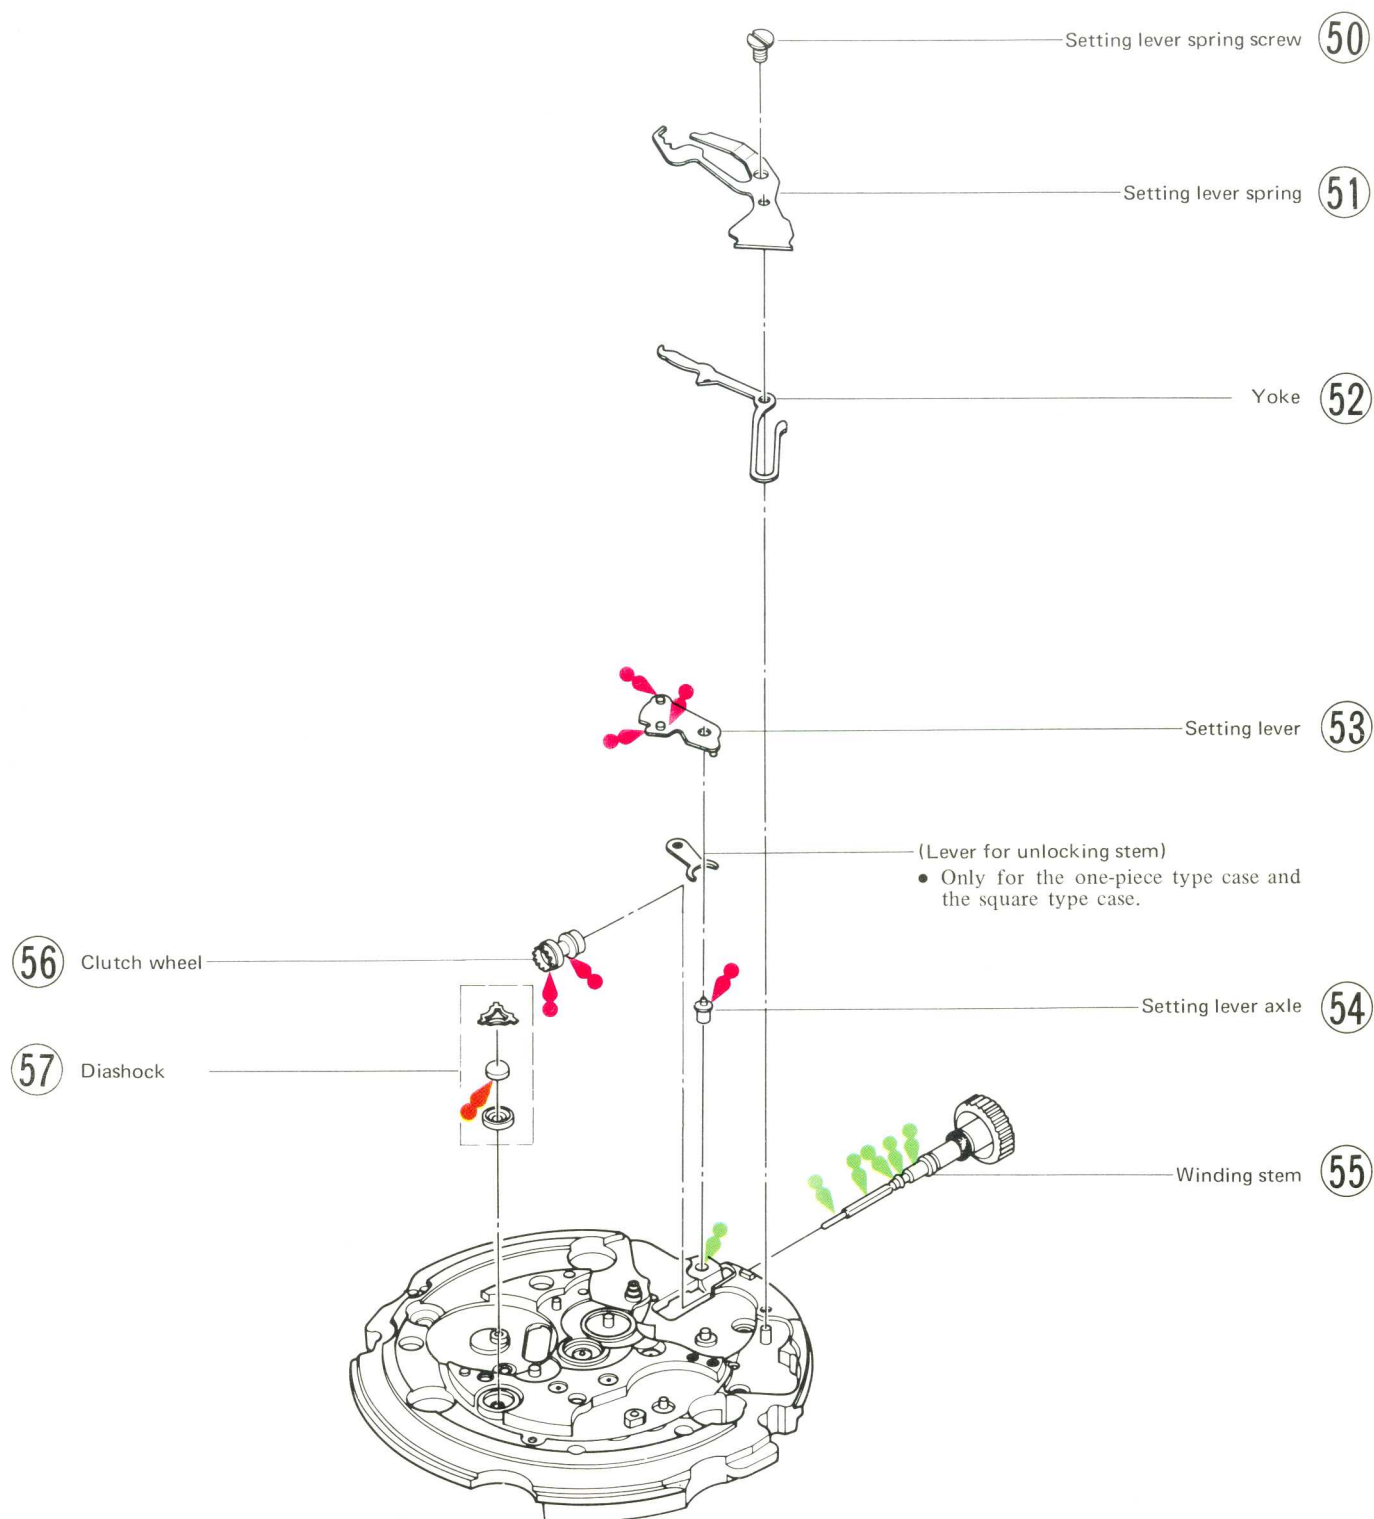 Setting lever spring screw 50
Setting lever spring 51
Yoke 52
Setting lever 53
(Lever for unlocking stem)
● Only for the one-piece type case and
the square type case.
56 Clutch wheel
Setting lever axle 54
57 Diashock
Winding stem 55